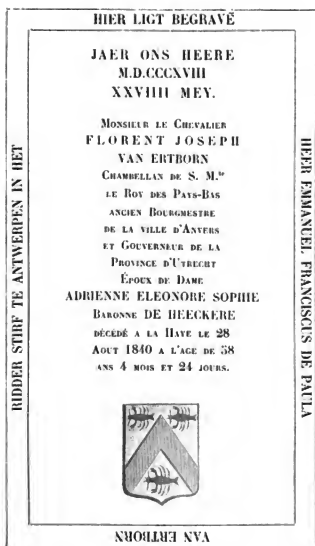 HIER LIGT BEGRAVĒ
HEER EMMANUEL FRANCISCUS DE PAULA
VAN ERTBORN
RIDDER STIRF TE ANTWERPEN IN HET
JAER ONS HEERE
M.D.CCCXVIII
XXVIIII MEY.
Monsieur le Chevalier
FLORENT JOSEPH
VAN ERTBORN
Chambellan de S. M.te
le Roy des Pays-Bas
ancien Bourgmestre
de la ville d'Anvers
et Gouverneur de la
Province d'Utrecht
Époux de Dame
ADRIENNE ELEONORE SOPHIE
Baronne DE HEECKERE
décédé a la Haye le 28
Aout 1840 a l'age de 58
ans 4 mois et 24 jours.